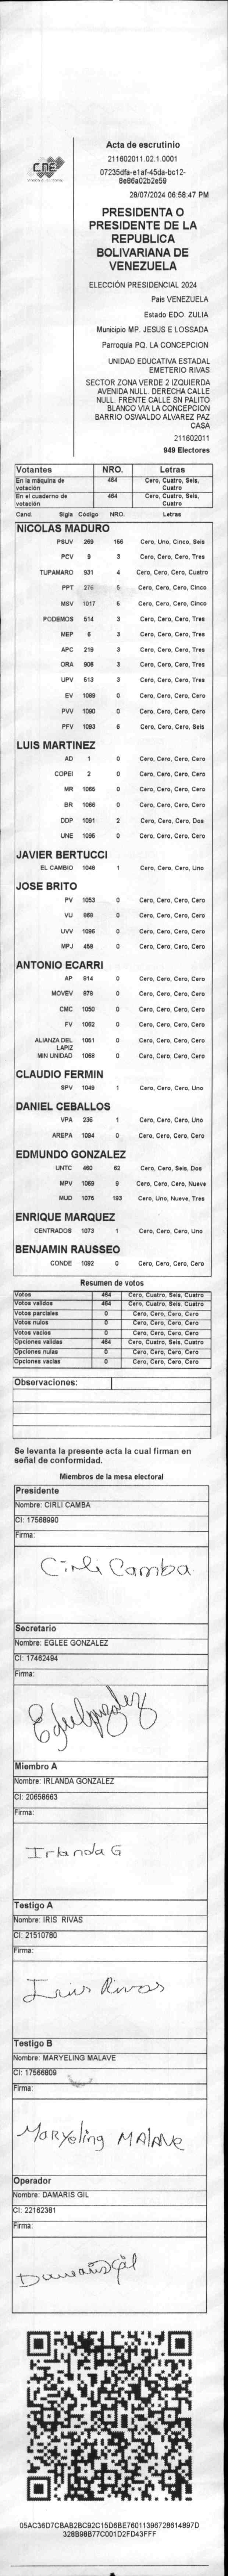 CNE
Acta de escrutinio
211602011.02.1.0001
07235dfa-e1af-45da-bc12-
8e86a02b2e59
28/07/2024 06:58:47 PM
PRESIDENTA O
PRESIDENTE DE LA
REPUBLICA
BOLIVARIANA DE
VENEZUELA
ELECCIÓN PRESIDENCIAL 2024
País VENEZUELA
Estado EDO. ZULIA
Municipio MP. JESUS E LOSSADA
Parroquia PQ. LA CONCEPCION
UNIDAD EDUCATIVA ESTADAL
EMETERIO RIVAS
SECTOR ZONA VERDE 2 IZQUIERDA
AVENIDA NULL. DERECHA CALLE
NULL. FRENTE CALLE SN PALITO
BLANCO VIA LA CONCEPCION
BARRIO OSWALDO ALVAREZ PAZ
CASA
211602011
949 Electores
Votantes NRO. Letras
En la máquina de votación 464 Cero, Cuatro, Seis, Cuatro
En el cuaderno de votación 464 Cero, Cuatro, Seis, Cuatro
Cand. Sigla Código NRO. Letras
NICOLAS MADURO
PSUV 269 156 Cero, Uno, Cinco, Seis
PCV 9 3 Cero, Cero, Cero, Tres
TUPAMARO 931 4 Cero, Cero, Cero, Cuatro
PPT 276 5 Cero, Cero, Cero, Cinco
MSV 1017 5 Cero, Cero, Cero, Cinco
PODEMOS 514 3 Cero, Cero, Cero, Tres
MEP 6 3 Cero, Cero, Cero, Tres
APC 219 3 Cero, Cero, Cero, Tres
ORA 906 3 Cero, Cero, Cero, Tres
UPV 613 3 Cero, Cero, Cero, Tres
EV 1089 0 Cero, Cero, Cero, Cero
PVV 1090 0 Cero, Cero, Cero, Cero
PFV 1093 6 Cero, Cero, Cero, Seis
LUIS MARTINEZ
AD 1 0 Cero, Cero, Cero, Cero
COPEI 2 0 Cero, Cero, Cero, Cero
MR 1065 0 Cero, Cero, Cero, Cero
BR 1066 0 Cero, Cero, Cero, Cero
DDP 1091 2 Cero, Cero, Cero, Dos
UNE 1095 0 Cero, Cero, Cero, Cero
JAVIER BERTUCCI
EL CAMBIO 1046 1 Cero, Cero, Cero, Uno
JOSE BRITO
PV 1053 0 Cero, Cero, Cero, Cero
VU 868 0 Cero, Cero, Cero, Cero
UVV 1096 0 Cero, Cero, Cero, Cero
MPJ 458 0 Cero, Cero, Cero, Cero
ANTONIO ECARRI
AP 814 0 Cero, Cero, Cero, Cero
MOVEV 979 0 Cero, Cero, Cero, Cero
CMC 1050 0 Cero, Cero, Cero, Cero
FV 1062 0 Cero, Cero, Cero, Cero
ALIANZA DEL LAPIZ 1051 0 Cero, Cero, Cero, Cero
MIN UNIDAD 1068 0 Cero, Cero, Cero, Cero
CLAUDIO FERMIN
SPV 1049 1 Cero, Cero, Cero, Uno
DANIEL CEBALLOS
VPA 236 1 Cero, Cero, Cero, Uno
AREPA 1094 0 Cero, Cero, Cero, Cero
EDMUNDO GONZALEZ
UNTC 460 62 Cero, Cero, Seis, Dos
MPV 1069 9 Cero, Cero, Cero, Nueve
MUD 1075 193 Cero, Uno, Nueve, Tres
ENRIQUE MARQUEZ
CENTRADOS 1073 1 Cero, Cero, Cero, Uno
BENJAMIN RAUSSEO
CONDE 1092 0 Cero, Cero, Cero, Cero
Resumen de votos
Votos 464 Cero, Cuatro, Seis, Cuatro
Votos validos 464 Cero, Cuatro, Seis, Cuatro
Votos parciales 0 Cero, Cero, Cero, Cero
Votos nulos 0 Cero, Cero, Cero, Cero
Votos vacios 0 Cero, Cero, Cero, Cero
Opciones validas 464 Cero, Cuatro, Seis, Cuatro
Opciones nulas 0 Cero, Cero, Cero, Cero
Opciones vacias 0 Cero, Cero, Cero, Cero
Observaciones:
Se levanta la presente acta la cual firman en
señal de conformidad.
Miembros de la mesa electoral
Presidente
Nombre: CIRLI CAMBA
CI: 17568990
Firma:
Cirli Camba
Secretario
Nombre: EGLEE GONZALEZ
CI: 17462494
Firma:
Eglee González
Miembro A
Nombre: IRLANDA GONZALEZ
CI: 20658663
Firma:
Irlanda G
Testigo A
Nombre: IRIS RIVAS
CI: 21510780
Firma:
Iris Rivas
Testigo B
Nombre: MARYELING MALAVE
CI: 17566809
Firma:
MARYeling MAlAVe
Operador
Nombre: DAMARIS GIL
CI: 22162381
Firma:
Damaris Gil
05AC36D7CBAB2BC92C15D6BE76011396728614897D
328B98B77C001D2FD43FFF